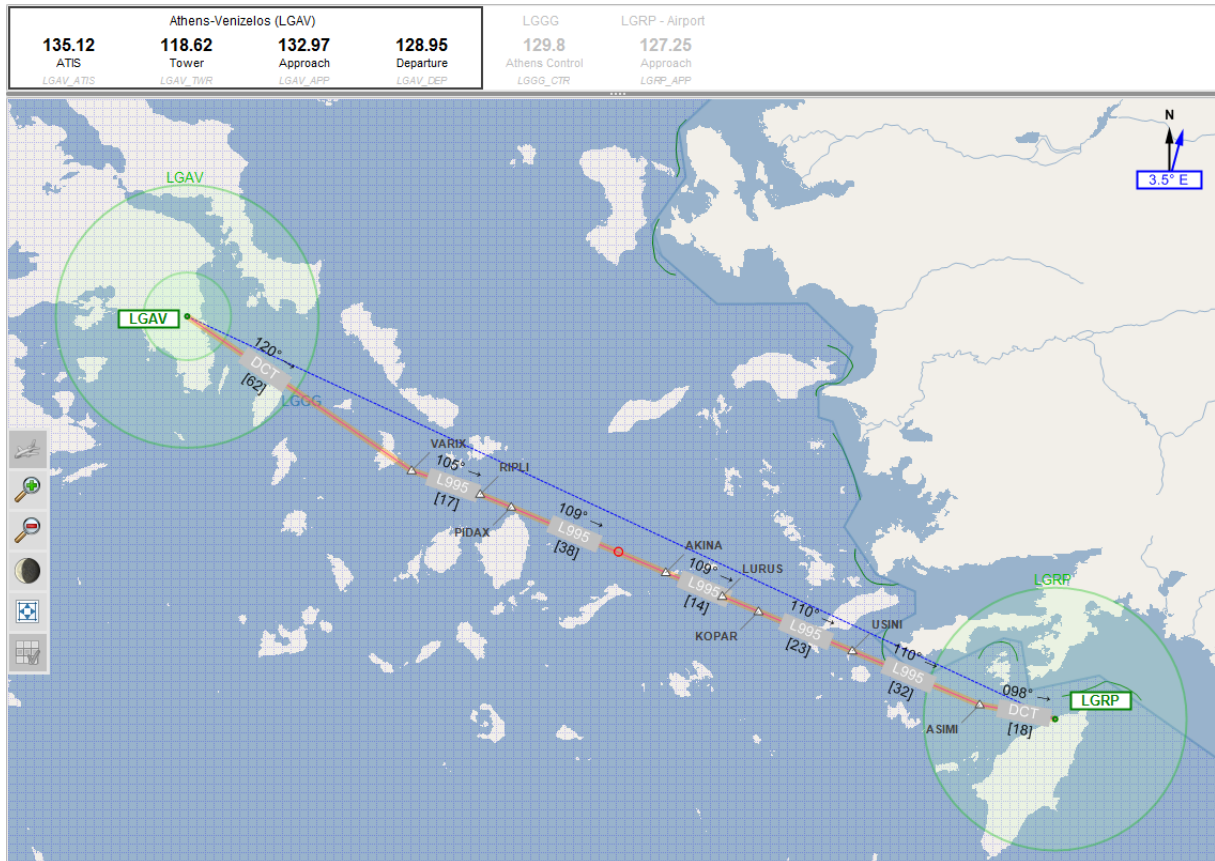 Athens-Venizelos (LGAV)
135.12 118.62 132.97 128.95
ATIS Tower Approach Departure
LGAV_ATIS LGAV_TWR LGAV_APP LGAV_DEP
LGGG LGRP - Airport
129.8 127.25
Athens Control Approach
LGGG_CTR LGRP_APP
N
3.5° E
LGAV
LGAV
120° →
DCT
[62]
LGGG
VARIX
105° →
L995
[17]
RIPLI
PIDAX
109° →
L995
[38]
AKINA
109° →
L995
[14]
LURUS
KOPAR
110° →
L995
[23]
USINI
110° →
L995
[32]
LGRP
ASIMI
098° →
DCT
[18]
LGRP